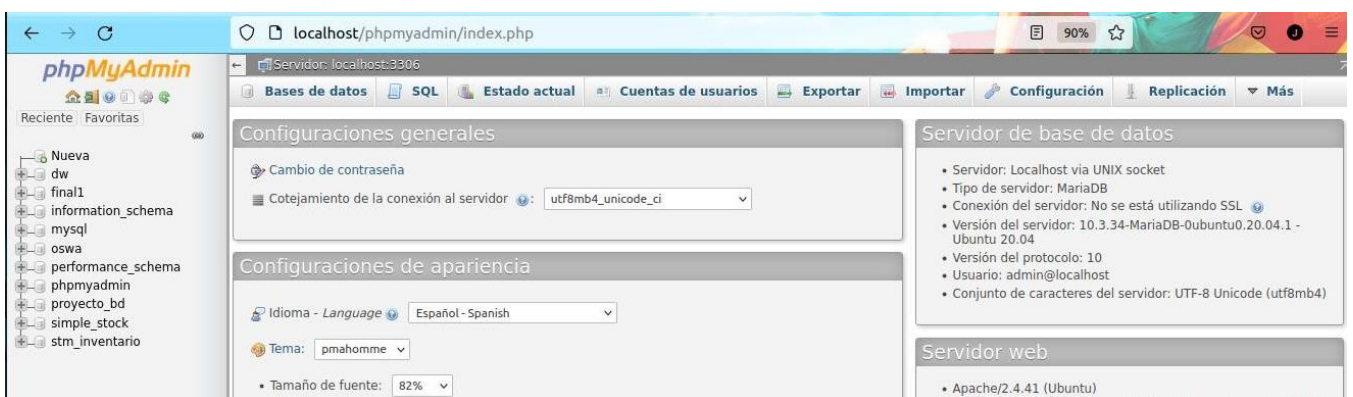 localhost/phpmyadmin/index.php
90%
J
phpMyAdmin
Reciente Favoritas
Nueva
dw
final1
information_schema
mysql
oswa
performance_schema
phpmyadmin
proyecto_bd
simple_stock
stm_inventario
Servidor: localhost:3306
Bases de datos SQL Estado actual Cuentas de usuarios Exportar Importar Configuración Replicación Más
Configuraciones generales
Cambio de contraseña
Cotejamiento de la conexión al servidor : utf8mb4_unicode_ci
Configuraciones de apariencia
Idioma - Language Español - Spanish
Tema: pmahomme
• Tamaño de fuente: 82%
Servidor de base de datos
• Servidor: Localhost via UNIX socket
• Tipo de servidor: MariaDB
• Conexión del servidor: No se está utilizando SSL
• Versión del servidor: 10.3.34-MariaDB-0ubuntu0.20.04.1 -
Ubuntu 20.04
• Versión del protocolo: 10
• Usuario: admin@localhost
• Conjunto de caracteres del servidor: UTF-8 Unicode (utf8mb4)
Servidor web
• Apache/2.4.41 (Ubuntu)